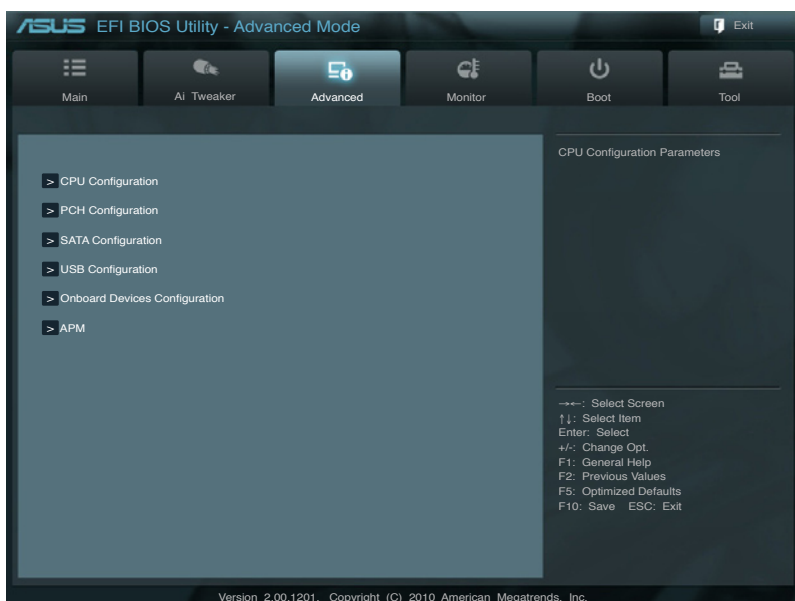 ASUS EFI BIOS Utility - Advanced Mode
Exit
Main
Ai Tweaker
Advanced
Monitor
Boot
Tool
> CPU Configuration
> PCH Configuration
> SATA Configuration
> USB Configuration
> Onboard Devices Configuration
> APM
CPU Configuration Parameters
→←: Select Screen
↑↓: Select Item
Enter: Select
+/-: Change Opt.
F1: General Help
F2: Previous Values
F5: Optimized Defaults
F10: Save ESC: Exit
Version 2.00.1201. Copyright (C) 2010 American Megatrends, Inc.